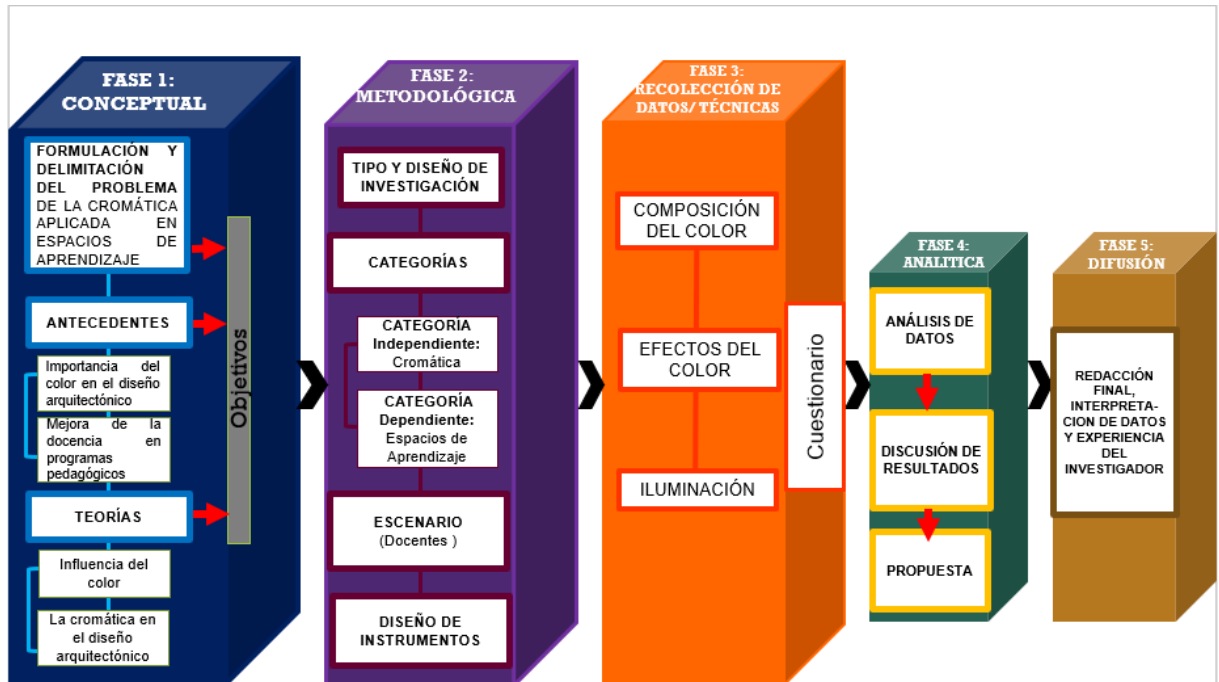 FASE 1:
CONCEPTUAL
FORMULACIÓN Y
DELIMITACIÓN
DEL PROBLEMA
DE LA CROMÁTICA
APLICADA EN
ESPACIOS DE
APRENDIZAJE
ANTECEDENTES
Importancia del
color en el diseño
arquitectónico
Mejora de la
docencia en
programas
pedagógicos
TEORÍAS
Influencia del
color
La cromática en
el diseño
arquitectónico
Objetivos
FASE 2:
METODOLÓGICA
TIPO Y DISEÑO DE
INVESTIGACIÓN
CATEGORÍAS
CATEGORÍA
Independiente:
Cromática
CATEGORÍA
Dependiente:
Espacios de
Aprendizaje
ESCENARIO
(Docentes )
DISEÑO DE
INSTRUMENTOS
FASE 3:
RECOLECCIÓN DE
DATOS/ TÉCNICAS
COMPOSICIÓN
DEL COLOR
EFECTOS DEL
COLOR
ILUMINACIÓN
Cuestionario
FASE 4:
ANALITICA
ANÁLISIS DE
DATOS
DISCUSIÓN DE
RESULTADOS
PROPUESTA
FASE 5:
DIFUSIÓN
REDACCIÓN
FINAL,
INTERPRETA-
CION DE DATOS
Y EXPERIENCIA
DEL
INVESTIGADOR